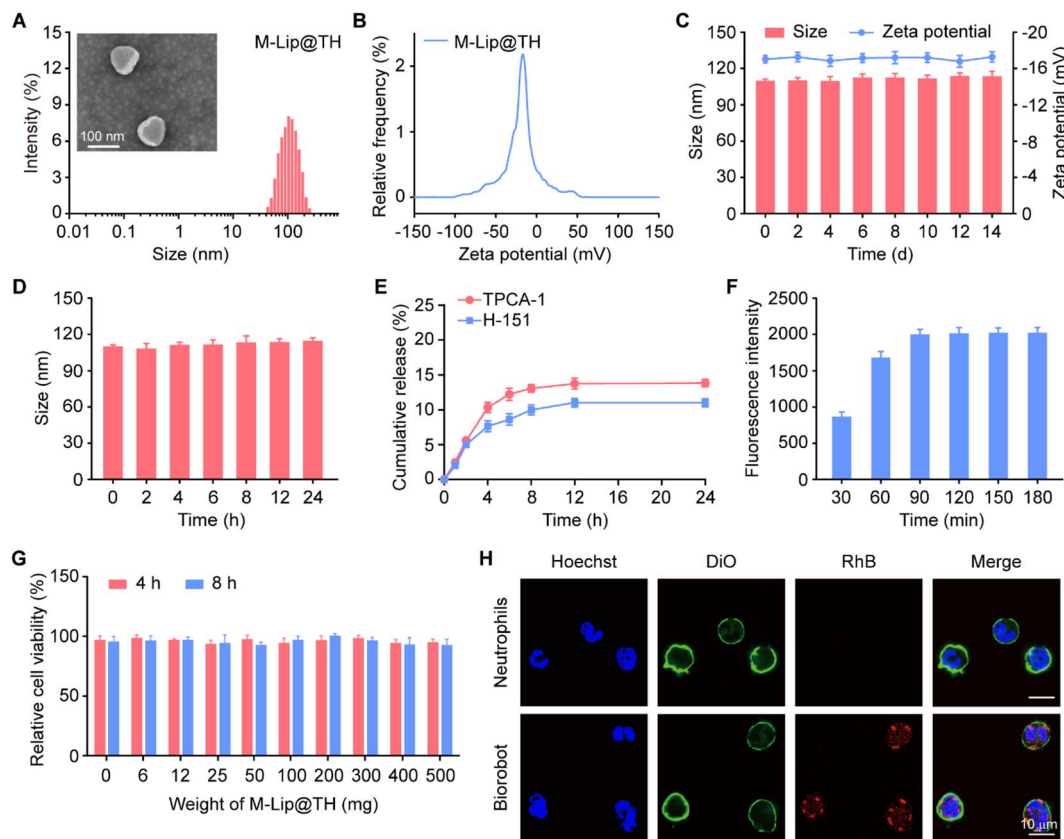 A
M-Lip@TH
15
12
9
6
3
0
Intensity (%)
100 nm
0.01 0.1 1 10 100
Size (nm)
B
M-Lip@TH
2
1
0
Relative frequency (%)
-150 -100 -50 0 50 100 150
Zeta potential (mV)
C
Size Zeta potential
150
120
90
60
30
0
Size (nm)
-20
-16
-12
-8
-4
0
Zeta potential (mV)
0 2 4 6 8 10 12 14
Time (d)
D
150
120
90
60
30
0
Size (nm)
0 2 4 6 8 12 24
Time (h)
E
TPCA-1
H-151
25
20
15
10
5
0
Cumulative release (%)
0 4 8 12 16 20 24
Time (h)
F
2500
2000
1500
1000
500
0
Fluorescence intensity
30 60 90 120 150 180
Time (min)
G
4 h 8 h
150
100
50
0
Relative cell viability (%)
0 6 12 25 50 100 200 300 400 500
Weight of M-Lip@TH (mg)
H
Hoechst DiO RhB Merge
Neutrophils
Biorobot
10 μm